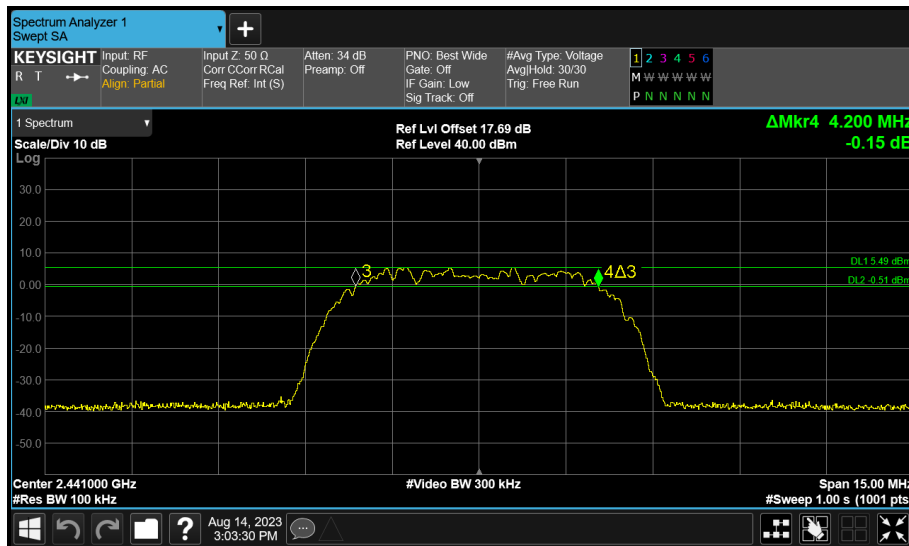 Spectrum Analyzer 1
Swept SA
+
KEYSIGHT
R T
LXI
Input: RF
Coupling: AC
Align: Partial
Input Z: 50 Ω
Corr CCorr RCal
Freq Ref: Int (S)
Atten: 34 dB
Preamp: Off
PNO: Best Wide
Gate: Off
IF Gain: Low
Sig Track: Off
#Avg Type: Voltage
Avg|Hold: 30/30
Trig: Free Run
1 2 3 4 5 6
M W W W W W
P N N N N N
1 Spectrum
Scale/Div 10 dB
Ref Lvl Offset 17.69 dB
Ref Level 40.00 dBm
ΔMkr4 4.200 MHz
-0.15 dB
Log
30.0
20.0
10.0
0.00
-10.0
-20.0
-30.0
-40.0
-50.0
3
4Δ3
DL1 5.49 dBm
DL2 -0.51 dBm
Center 2.441000 GHz
#Res BW 100 kHz
#Video BW 300 kHz
Span 15.00 MHz
#Sweep 1.00 s (1001 pts
?
Aug 14, 2023
3:03:30 PM